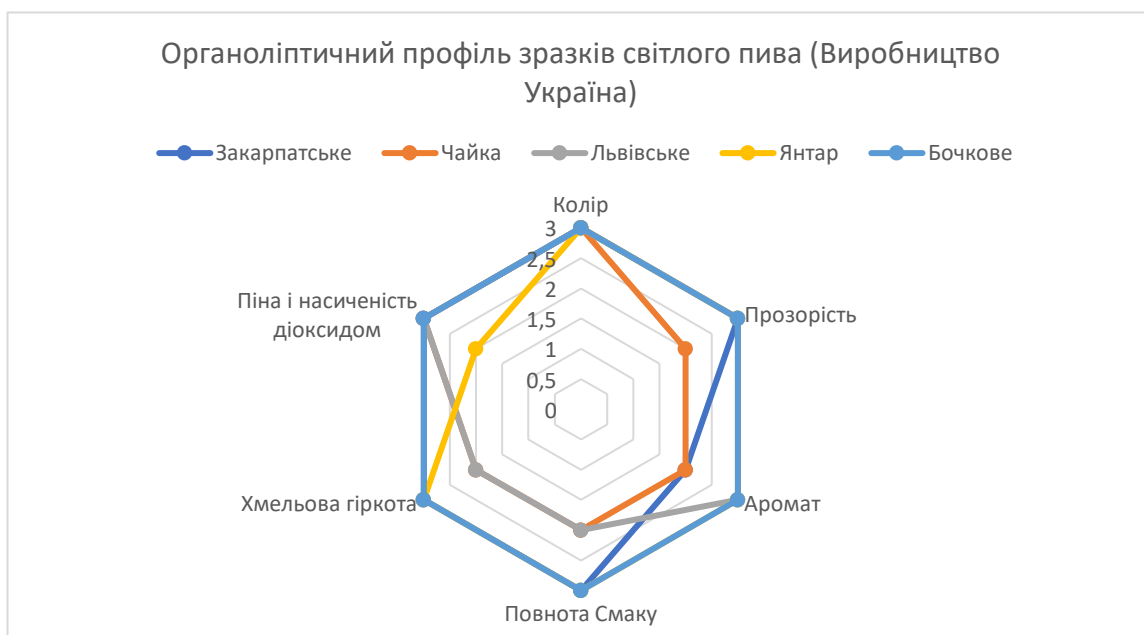 Органоліптичний профіль зразків світлого пива (Виробництво
Україна)
Закарпатське Чайка Львівське Янтар Бочкове
Колір
3
2,5
2
1,5
1
0,5
0
Прозорість
Аромат
Повнота Смаку
Хмельова гіркота
Піна і насиченість
діоксидом